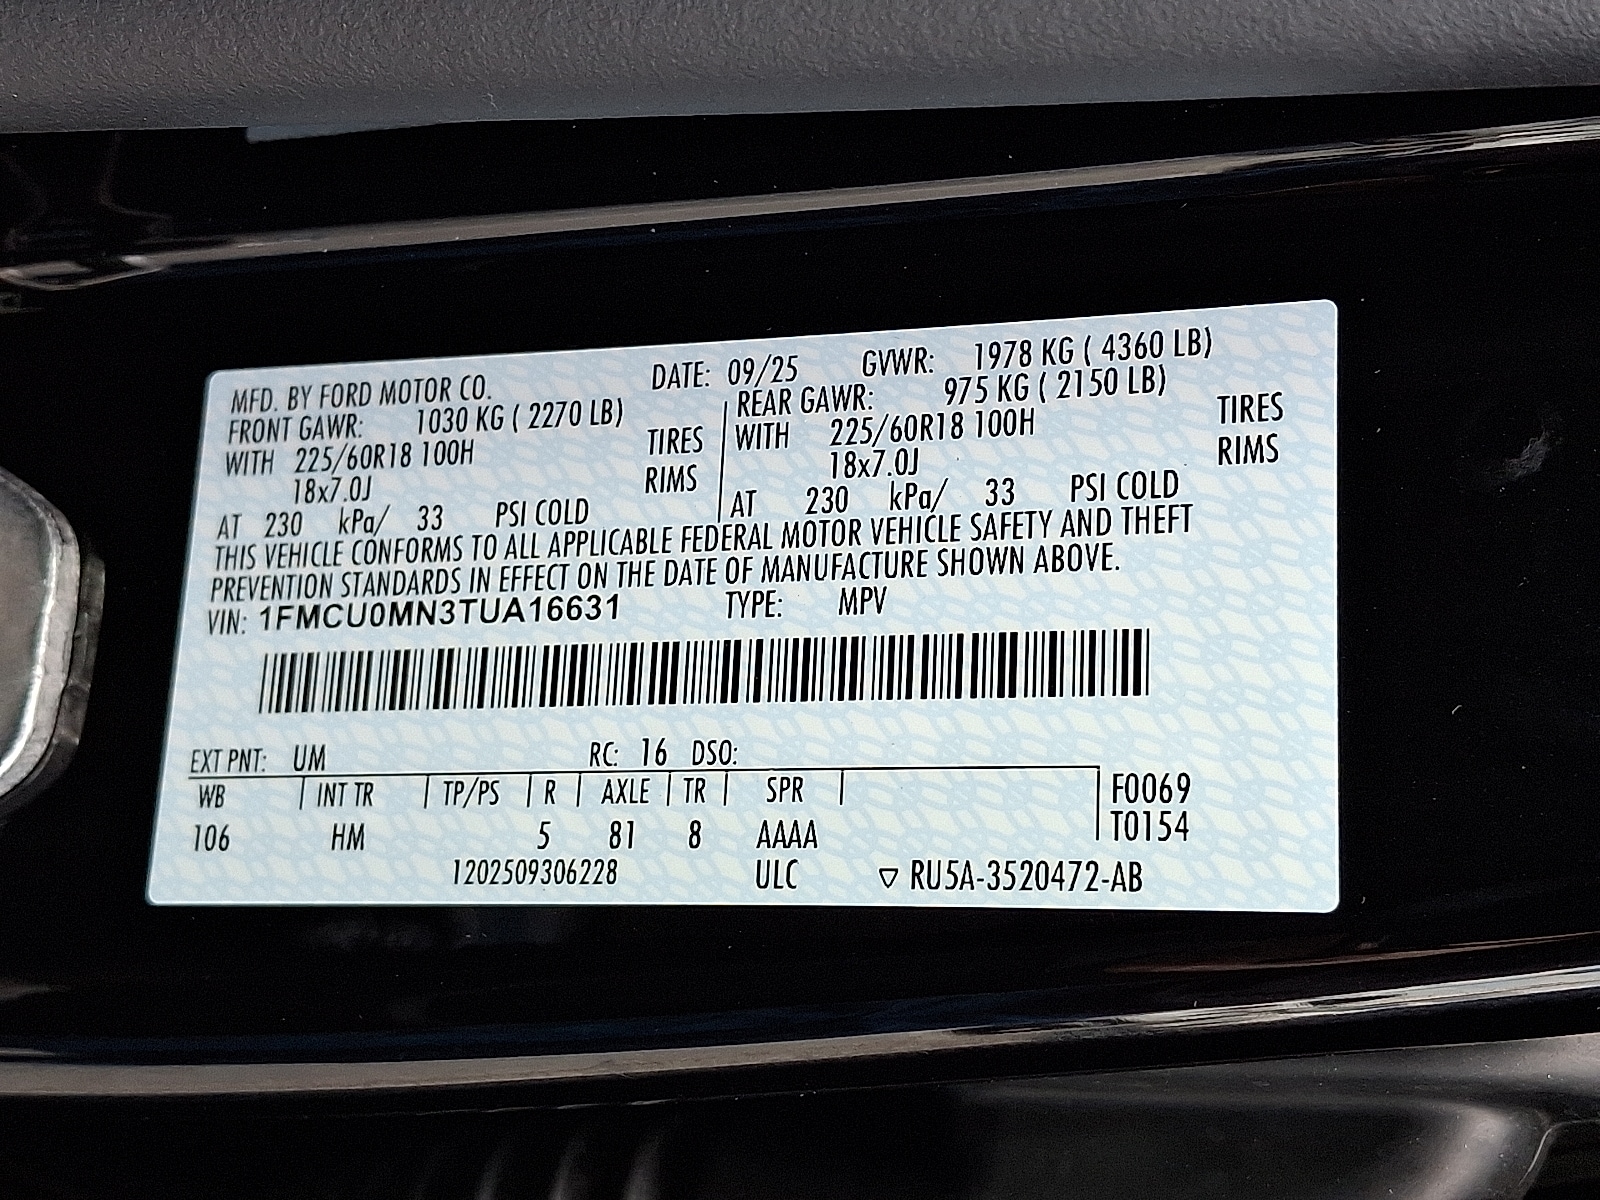 MFD. BY FORD MOTOR CO. DATE: 09/25 GVWR: 1978 KG ( 4360 LB)
FRONT GAWR: 1030 KG ( 2270 LB) REAR GAWR: 975 KG ( 2150 LB)
WITH 225/60R18 100H TIRES WITH 225/60R18 100H TIRES
18x7.0J RIMS 18x7.0J RIMS
AT 230 kPa/ 33 PSI COLD AT 230 kPa/ 33 PSI COLD
THIS VEHICLE CONFORMS TO ALL APPLICABLE FEDERAL MOTOR VEHICLE SAFETY AND THEFT
PREVENTION STANDARDS IN EFFECT ON THE DATE OF MANUFACTURE SHOWN ABOVE.
VIN: 1FMCU0MN3TUA16631 TYPE: MPV
EXT PNT: UM RC: 16 DSO:
WB INT TR TP/PS R AXLE TR SPR F0069
106 HM 5 81 8 AAAA T0154
1202509306228 ULC ▽ RU5A-3520472-AB